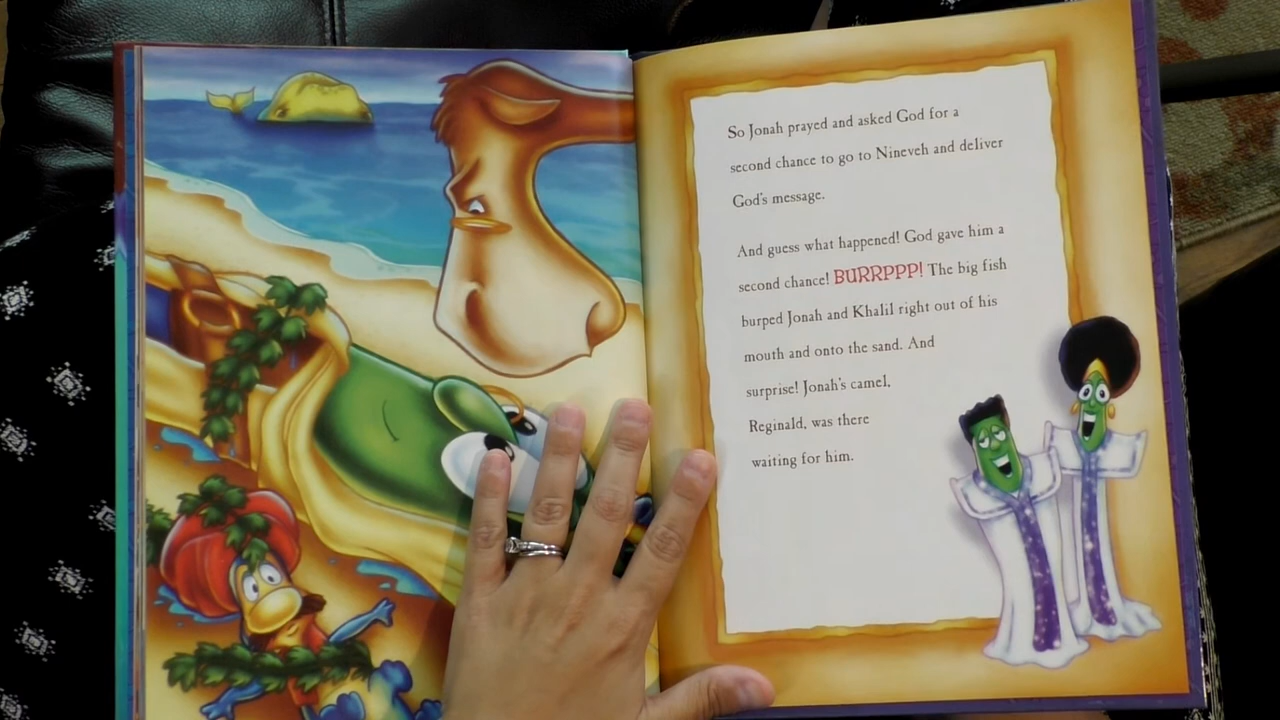 So Jonah prayed and asked God for a
second chance to go to Nineveh and deliver
God's message.
And guess what happened! God gave him a
second chance! BURRPPP! The big fish
burped Jonah and Khalil right out of his
mouth and onto the sand. And
surprise! Jonah's camel,
Reginald, was there
waiting for him.